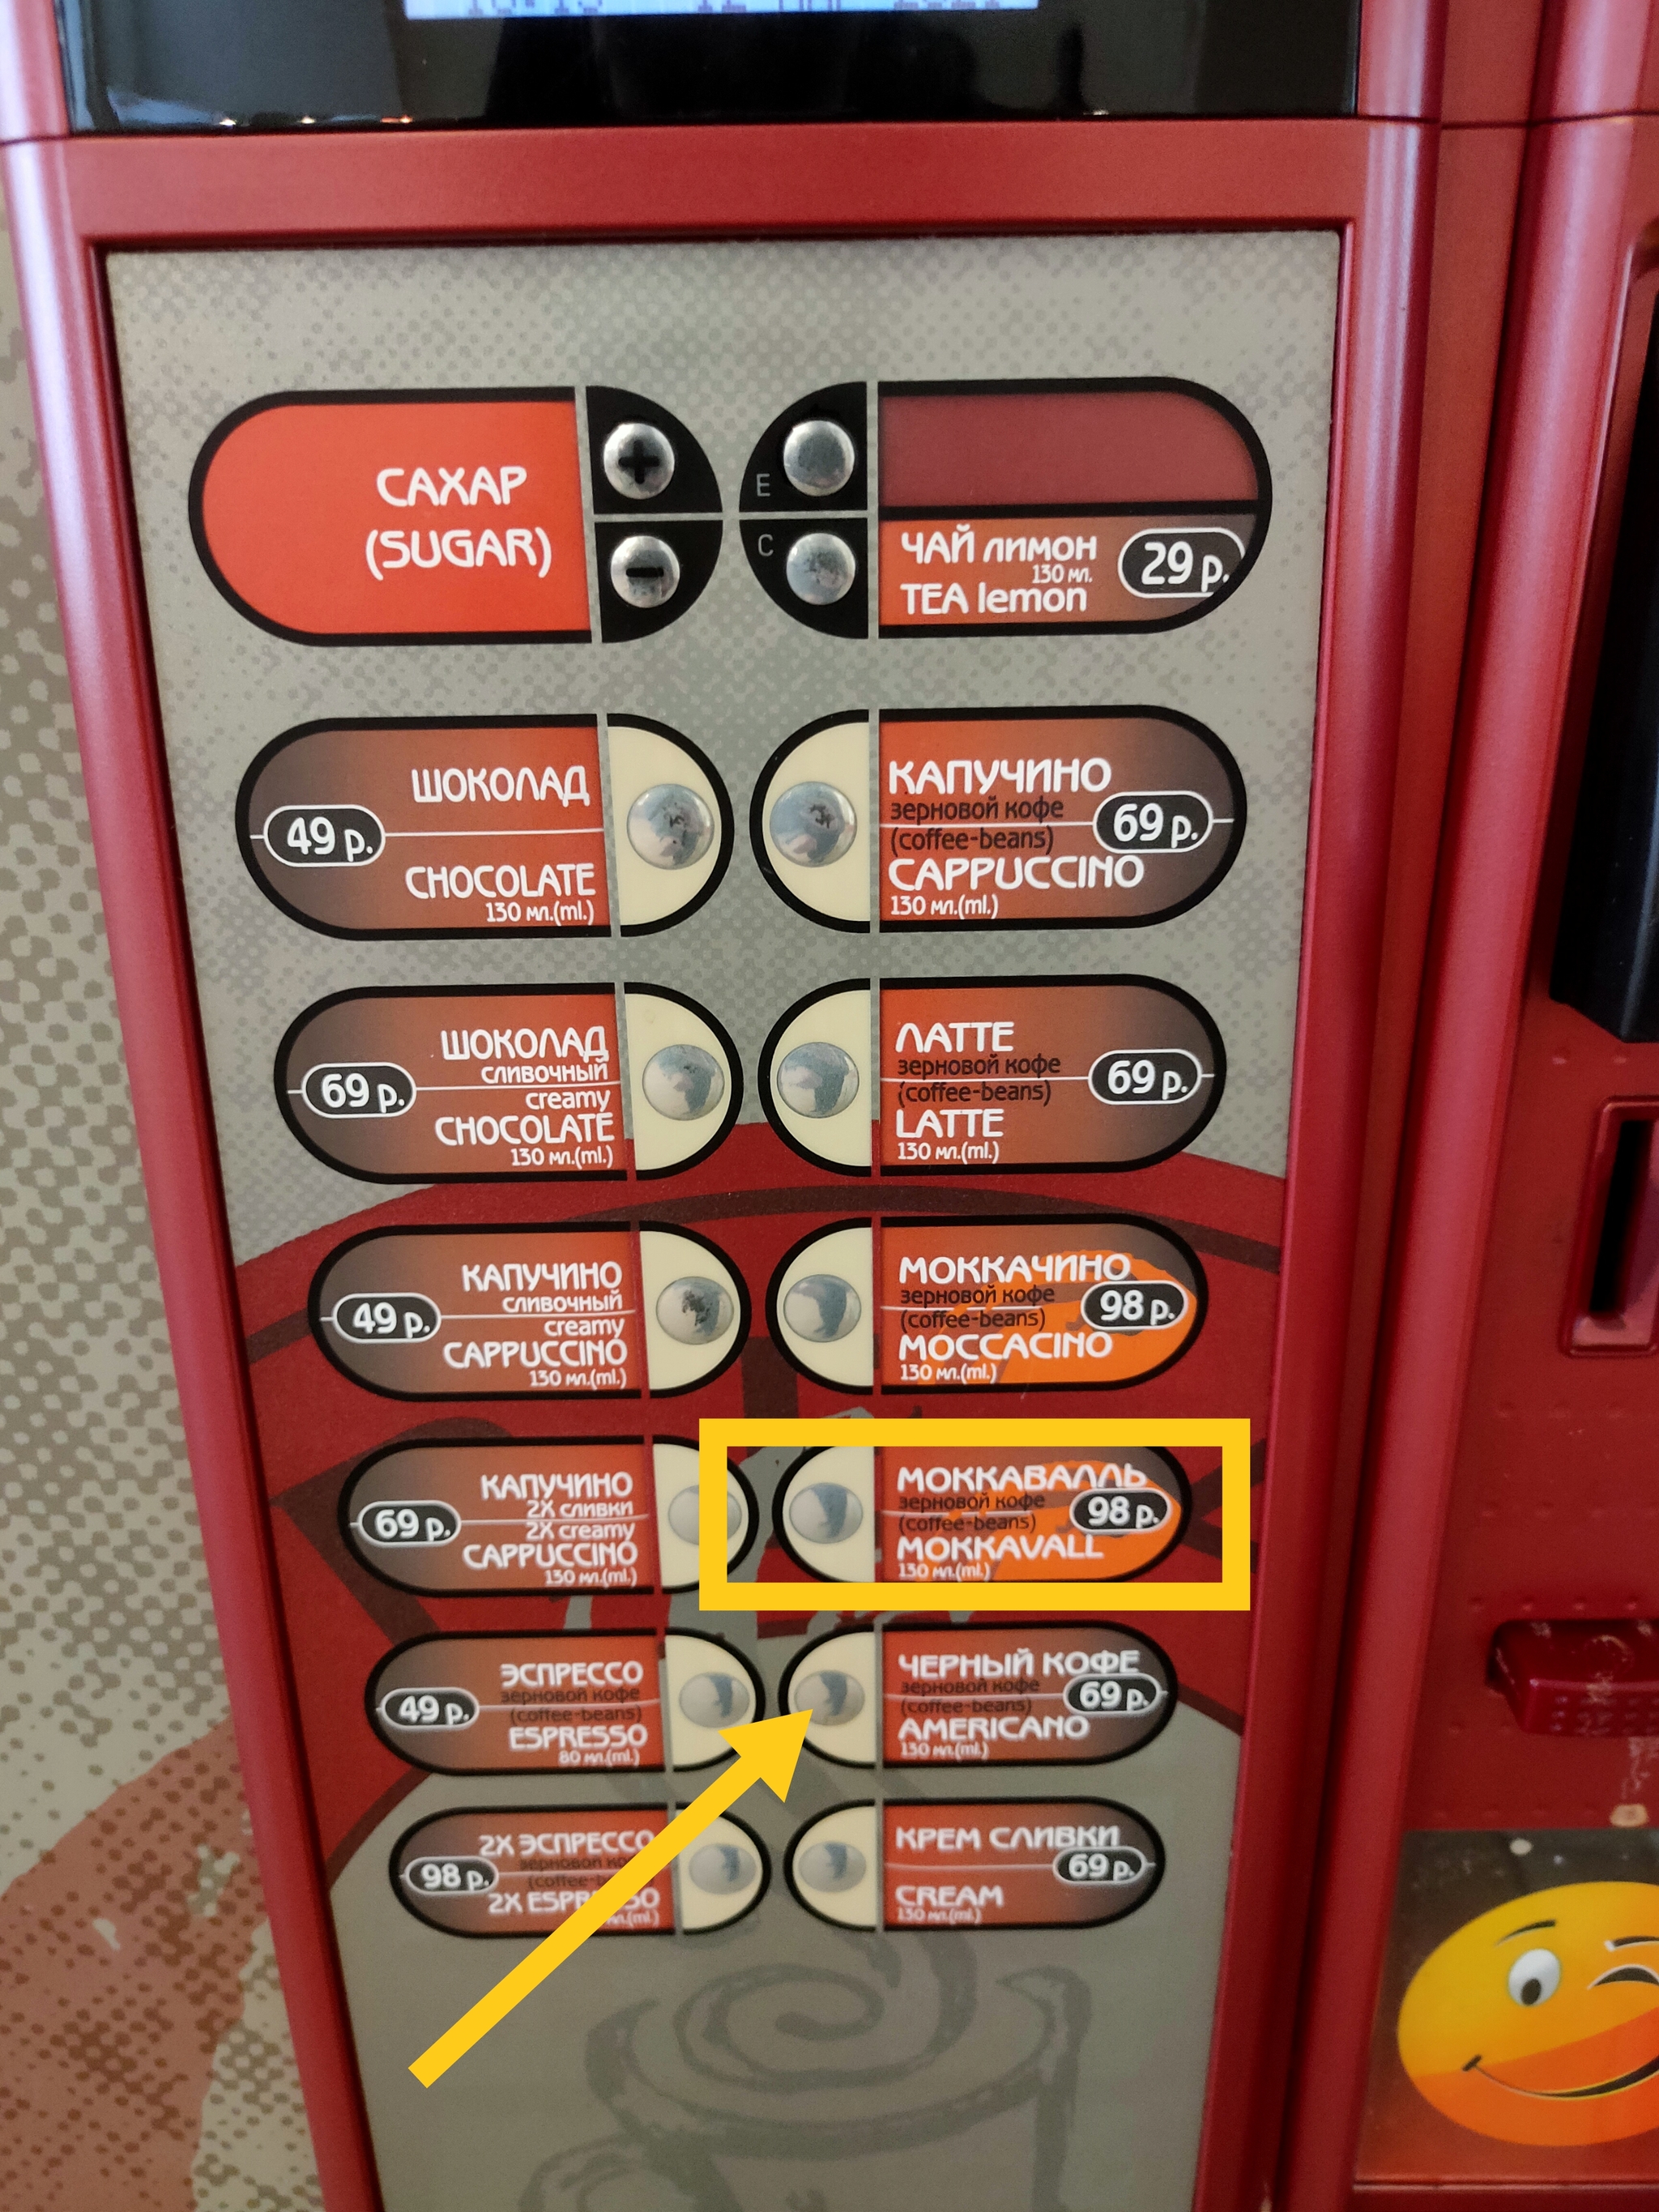 САХАР
(SUGAR)
+
-
E
C
ЧАЙ лимон
130 мл.
TEA lemon
29 р.
ШОКОЛАД
49 р.
CHOCOLATE
130 мл.(ml.)
КАПУЧИНО
зерновой кофе
(coffee-beans)
69 р.
CAPPUCCINO
130 мл.(ml.)
ШОКОЛАД
сливочный
69 р.
creamy
CHOCOLATE
130 мл.(ml.)
ЛАТТЕ
зерновой кофе
(coffee-beans)
69 р.
LATTE
130 мл.(ml.)
КАПУЧИНО
сливочный
49 р.
creamy
CAPPUCCINO
130 мл.(ml.)
МОККАЧИНО
зерновой кофе
(coffee-beans)
98 р.
MOCCACINO
130 мл.(ml.)
КАПУЧИНО
2X сливки
69 р.
2X creamy
CAPPUCCINO
130 мл.(ml.)
МОККАВАЛЛЬ
зерновой кофе
(coffee-beans)
98 р.
MOKKAVALL
130 мл.(ml.)
ЭСПРЕССО
зерновой кофе
49 р.
(coffee-beans)
ESPRESSO
80 мл.(ml.)
ЧЕРНЫЙ КОФЕ
зерновой кофе
69 р.
(coffee-beans)
AMERICANO
130 мл.(ml.)
2X ЭСПРЕССО
зерновой
98 р.
2X
КРЕМ СЛИВКИ
69 р.
CREAM
130 мл.(ml.)